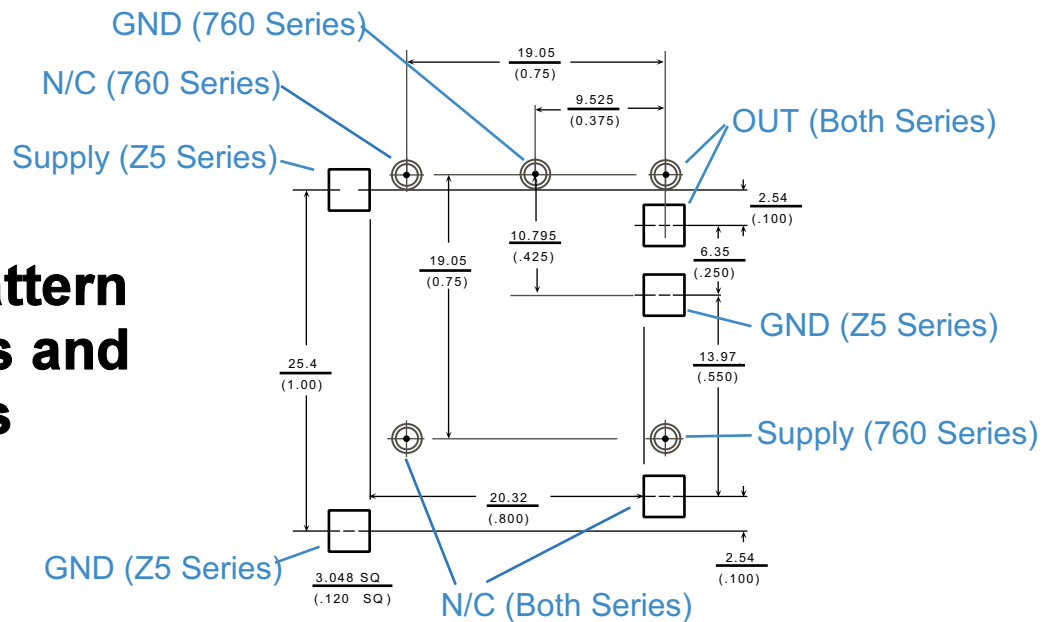 GND (760 Series)
N/C (760 Series)
Supply (Z5 Series)
19.05
(0.75)
9.525
(0.375)
OUT (Both Series)
2.54
(.100)
10.795
(.425)
6.35
(.250)
19.05
(0.75)
attern
s and
s
GND (Z5 Series)
25.4
(1.00)
13.97
(.550)
Supply (760 Series)
20.32
(.800)
GND (Z5 Series)
3.048 SQ
(.120 SQ)
N/C (Both Series)
2.54
(.100)